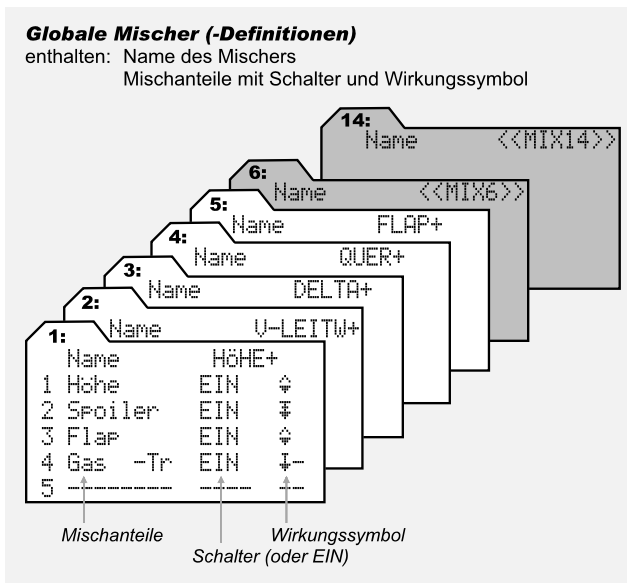 Globale Mischer (-Definitionen)
enthalten: Name des Mischers
Mischanteile mit Schalter und Wirkungssymbol
14:
Name <<MIX14>>
6:
Name <<MIX6>>
5:
Name FLAP+
4:
Name QUER+
3:
Name DELTA+
2:
Name V-LEITW+
1:
Name HöHE+
1 Höhe EIN
2 Spoiler EIN
3 Flap EIN
4 Gas -Tr EIN -
5 -------- ---- --
Mischanteile Wirkungssymbol
Schalter (oder EIN)